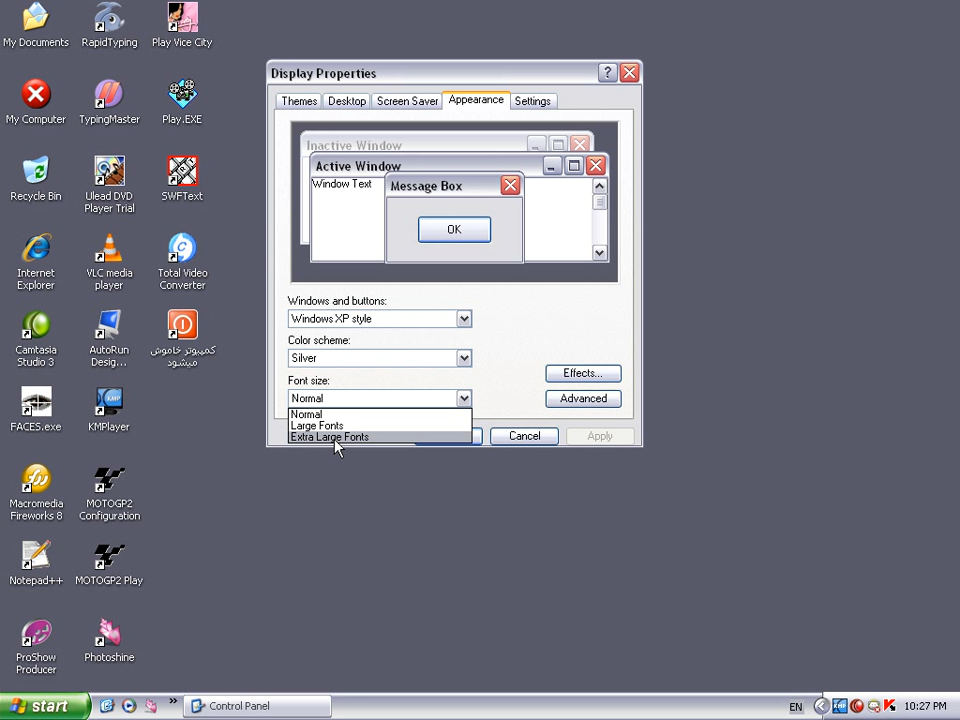 My Documents
RapidTyping
Play Vice City
My Computer
TypingMaster
Play.EXE
Recycle Bin
Ulead DVD
Player Trial
SWFText
Internet
Explorer
VLC media
player
Total Video
Converter
Camtasia
Studio 3
AutoRun
Desig...
کمپیوتر خاموش
میشود
FACES.exe
KMPlayer
Macromedia
Fireworks 8
MOTOGP2
Configuration
Notepad++
MOTOGP2 Play
ProShow
Producer
Photoshine
Display Properties
Themes
Desktop
Screen Saver
Appearance
Settings
Inactive Window
Active Window
Window Text
Message Box
OK
Windows and buttons:
Windows XP style
Color scheme:
Silver
Font size:
Normal
Normal
Large Fonts
Extra Large Fonts
Effects...
Advanced
Cancel
Apply
start
Control Panel
EN
KMP
10:27 PM